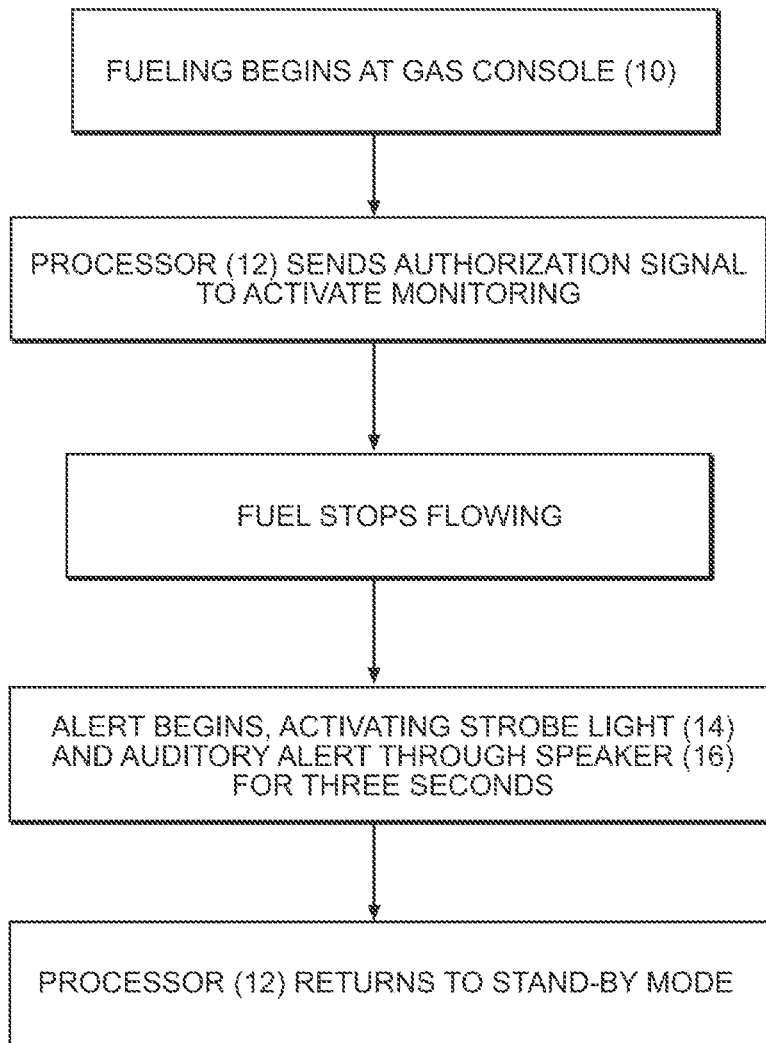 FUELING BEGINS AT GAS CONSOLE (10)
PROCESSOR (12) SENDS AUTHORIZATION SIGNAL
TO ACTIVATE MONITORING
FUEL STOPS FLOWING
ALERT BEGINS, ACTIVATING STROBE LIGHT (14)
AND AUDITORY ALERT THROUGH SPEAKER (16)
FOR THREE SECONDS
PROCESSOR (12) RETURNS TO STAND-BY MODE